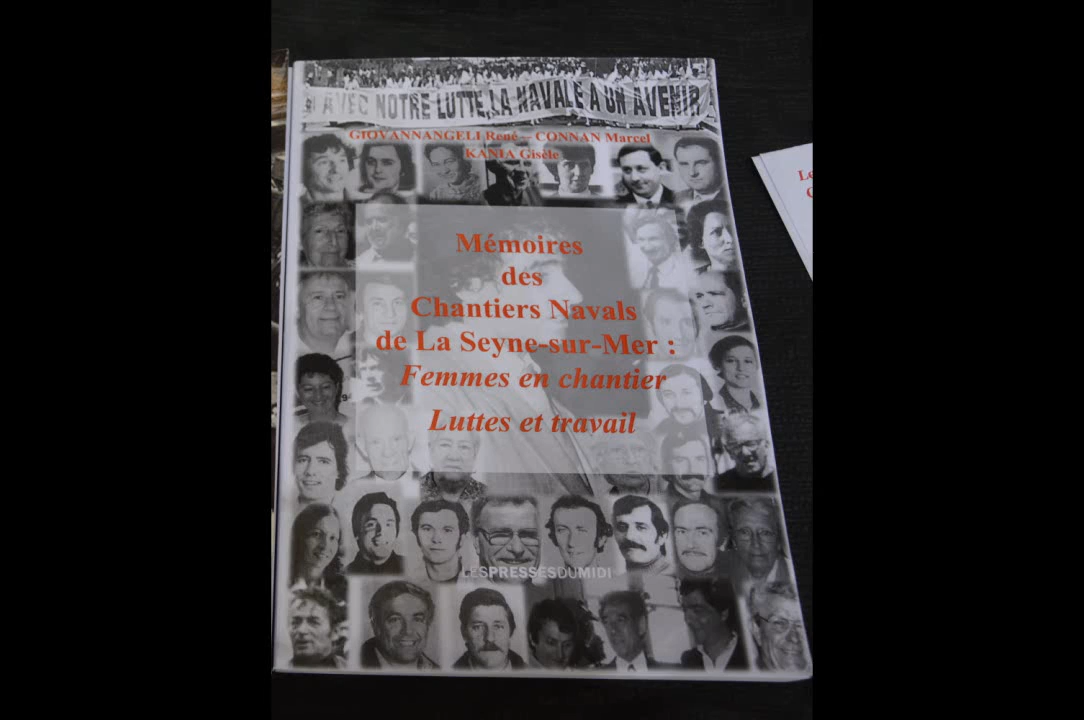 AVEC NOTRE LUTTE, LA NAVALE A UN AVENIR
GIOVANNANGELI René – CONNAN Marcel
KANIA Gisèle
Mémoires
des
Chantiers Navals
de La Seyne-sur-Mer :
Femmes en chantier
Luttes et travail
LESPRESSESDUMIDI